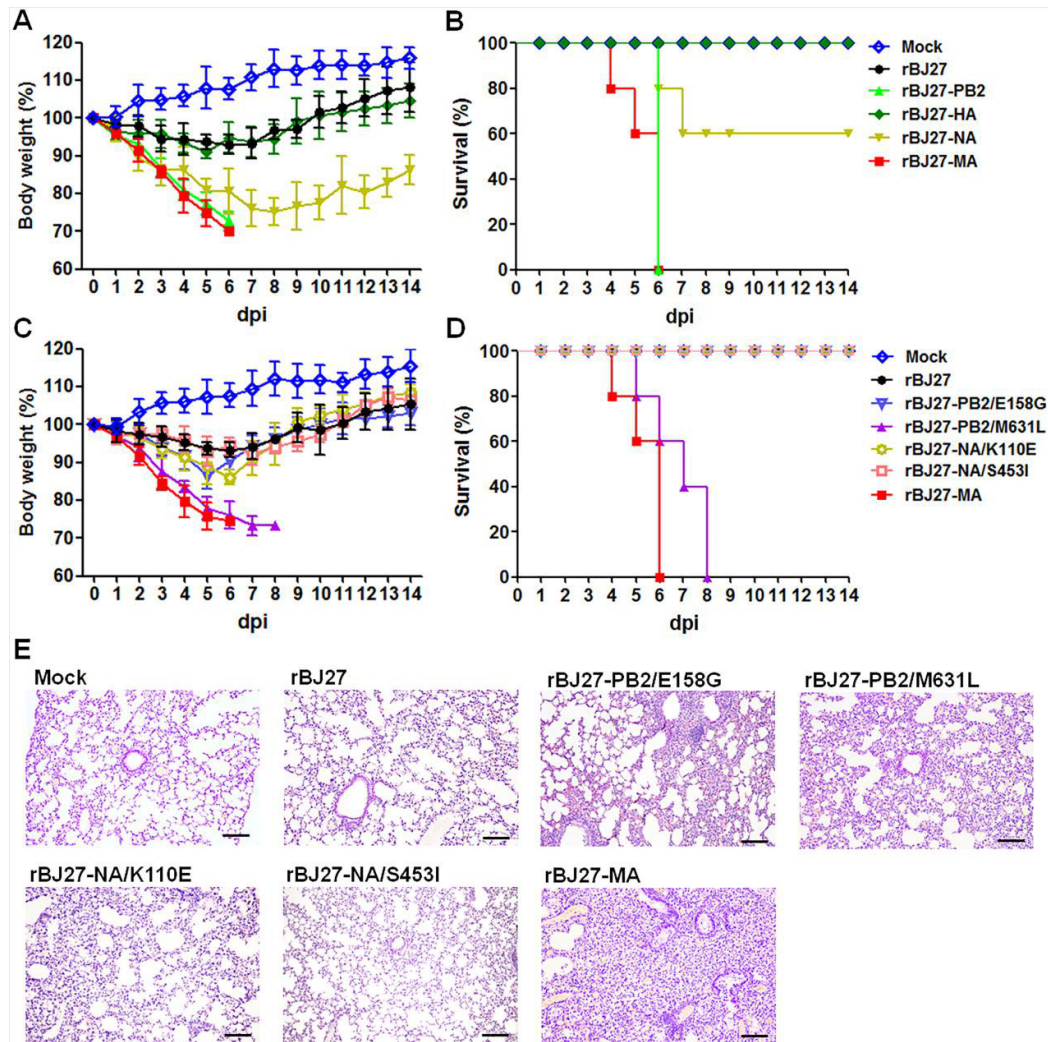 A
B
120
110
100
90
80
70
60
Body weight (%)
0 1 2 3 4 5 6 7 8 9 10 11 12 13 14
dpi
100
80
60
40
20
0
Survival (%)
0 1 2 3 4 5 6 7 8 9 10 11 12 13 14
dpi
Mock
rBJ27
rBJ27-PB2
rBJ27-HA
rBJ27-NA
rBJ27-MA
C
D
120
110
100
90
80
70
60
Body weight (%)
0 1 2 3 4 5 6 7 8 9 10 11 12 13 14
dpi
100
80
60
40
20
0
Survival (%)
0 1 2 3 4 5 6 7 8 9 10 11 12 13 14
dpi
Mock
rBJ27
rBJ27-PB2/E158G
rBJ27-PB2/M631L
rBJ27-NA/K110E
rBJ27-NA/S453I
rBJ27-MA
E
Mock
rBJ27
rBJ27-PB2/E158G
rBJ27-PB2/M631L
rBJ27-NA/K110E
rBJ27-NA/S453I
rBJ27-MA